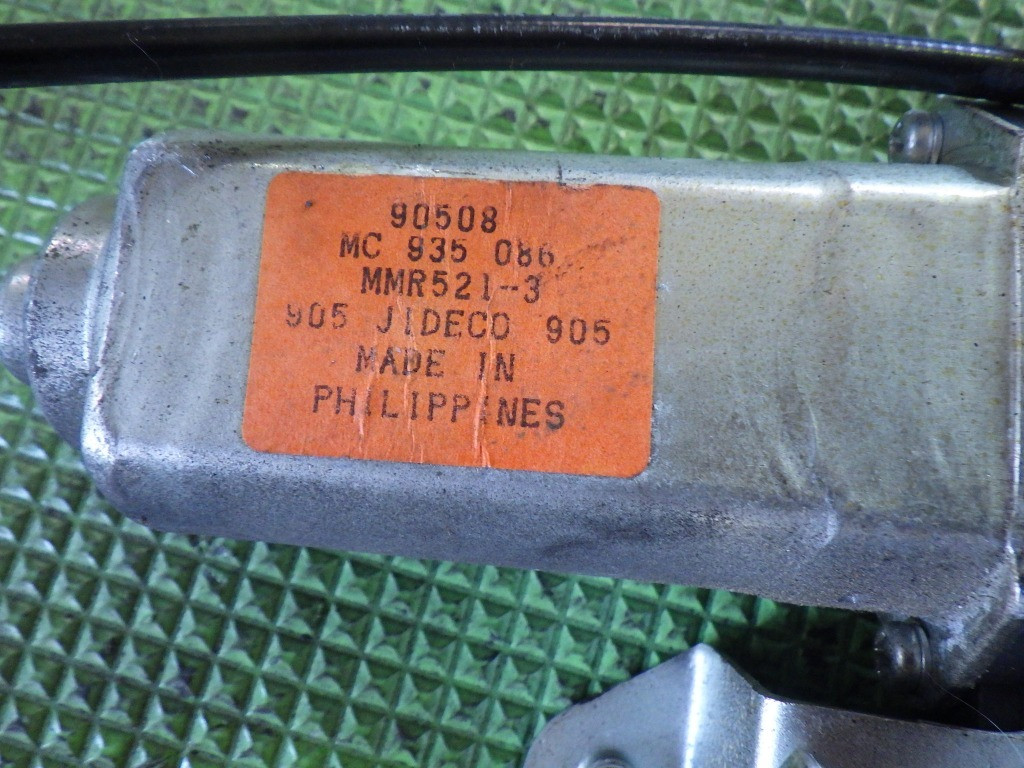 90508
MC 935 086
MMR521-3
905 JIDECO 905
MADE IN
PHILIPPINES